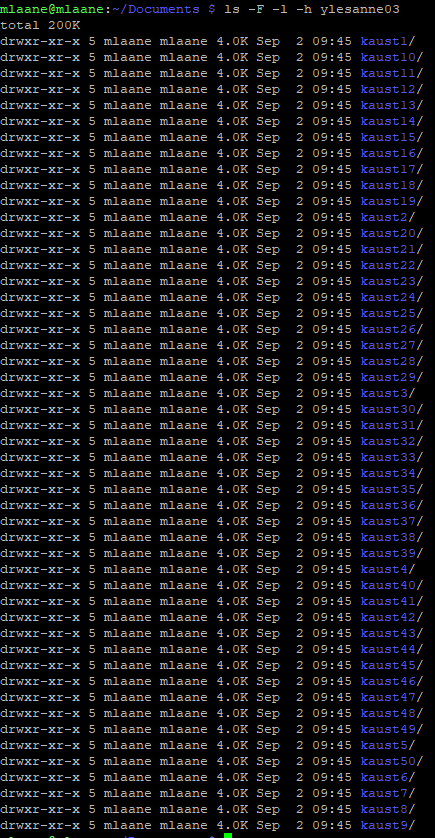 mlaane@mlaane:~/Documents $ ls -F -l -h ylesanne03
total 200K
drwxr-xr-x 5 mlaane mlaane 4.0K Sep  2 09:45 kaust1/
drwxr-xr-x 5 mlaane mlaane 4.0K Sep  2 09:45 kaust10/
drwxr-xr-x 5 mlaane mlaane 4.0K Sep  2 09:45 kaust11/
drwxr-xr-x 5 mlaane mlaane 4.0K Sep  2 09:45 kaust12/
drwxr-xr-x 5 mlaane mlaane 4.0K Sep  2 09:45 kaust13/
drwxr-xr-x 5 mlaane mlaane 4.0K Sep  2 09:45 kaust14/
drwxr-xr-x 5 mlaane mlaane 4.0K Sep  2 09:45 kaust15/
drwxr-xr-x 5 mlaane mlaane 4.0K Sep  2 09:45 kaust16/
drwxr-xr-x 5 mlaane mlaane 4.0K Sep  2 09:45 kaust17/
drwxr-xr-x 5 mlaane mlaane 4.0K Sep  2 09:45 kaust18/
drwxr-xr-x 5 mlaane mlaane 4.0K Sep  2 09:45 kaust19/
drwxr-xr-x 5 mlaane mlaane 4.0K Sep  2 09:45 kaust2/
drwxr-xr-x 5 mlaane mlaane 4.0K Sep  2 09:45 kaust20/
drwxr-xr-x 5 mlaane mlaane 4.0K Sep  2 09:45 kaust21/
drwxr-xr-x 5 mlaane mlaane 4.0K Sep  2 09:45 kaust22/
drwxr-xr-x 5 mlaane mlaane 4.0K Sep  2 09:45 kaust23/
drwxr-xr-x 5 mlaane mlaane 4.0K Sep  2 09:45 kaust24/
drwxr-xr-x 5 mlaane mlaane 4.0K Sep  2 09:45 kaust25/
drwxr-xr-x 5 mlaane mlaane 4.0K Sep  2 09:45 kaust26/
drwxr-xr-x 5 mlaane mlaane 4.0K Sep  2 09:45 kaust27/
drwxr-xr-x 5 mlaane mlaane 4.0K Sep  2 09:45 kaust28/
drwxr-xr-x 5 mlaane mlaane 4.0K Sep  2 09:45 kaust29/
drwxr-xr-x 5 mlaane mlaane 4.0K Sep  2 09:45 kaust3/
drwxr-xr-x 5 mlaane mlaane 4.0K Sep  2 09:45 kaust30/
drwxr-xr-x 5 mlaane mlaane 4.0K Sep  2 09:45 kaust31/
drwxr-xr-x 5 mlaane mlaane 4.0K Sep  2 09:45 kaust32/
drwxr-xr-x 5 mlaane mlaane 4.0K Sep  2 09:45 kaust33/
drwxr-xr-x 5 mlaane mlaane 4.0K Sep  2 09:45 kaust34/
drwxr-xr-x 5 mlaane mlaane 4.0K Sep  2 09:45 kaust35/
drwxr-xr-x 5 mlaane mlaane 4.0K Sep  2 09:45 kaust36/
drwxr-xr-x 5 mlaane mlaane 4.0K Sep  2 09:45 kaust37/
drwxr-xr-x 5 mlaane mlaane 4.0K Sep  2 09:45 kaust38/
drwxr-xr-x 5 mlaane mlaane 4.0K Sep  2 09:45 kaust39/
drwxr-xr-x 5 mlaane mlaane 4.0K Sep  2 09:45 kaust4/
drwxr-xr-x 5 mlaane mlaane 4.0K Sep  2 09:45 kaust40/
drwxr-xr-x 5 mlaane mlaane 4.0K Sep  2 09:45 kaust41/
drwxr-xr-x 5 mlaane mlaane 4.0K Sep  2 09:45 kaust42/
drwxr-xr-x 5 mlaane mlaane 4.0K Sep  2 09:45 kaust43/
drwxr-xr-x 5 mlaane mlaane 4.0K Sep  2 09:45 kaust44/
drwxr-xr-x 5 mlaane mlaane 4.0K Sep  2 09:45 kaust45/
drwxr-xr-x 5 mlaane mlaane 4.0K Sep  2 09:45 kaust46/
drwxr-xr-x 5 mlaane mlaane 4.0K Sep  2 09:45 kaust47/
drwxr-xr-x 5 mlaane mlaane 4.0K Sep  2 09:45 kaust48/
drwxr-xr-x 5 mlaane mlaane 4.0K Sep  2 09:45 kaust49/
drwxr-xr-x 5 mlaane mlaane 4.0K Sep  2 09:45 kaust5/
drwxr-xr-x 5 mlaane mlaane 4.0K Sep  2 09:45 kaust50/
drwxr-xr-x 5 mlaane mlaane 4.0K Sep  2 09:45 kaust6/
drwxr-xr-x 5 mlaane mlaane 4.0K Sep  2 09:45 kaust7/
drwxr-xr-x 5 mlaane mlaane 4.0K Sep  2 09:45 kaust8/
drwxr-xr-x 5 mlaane mlaane 4.0K Sep  2 09:45 kaust9/